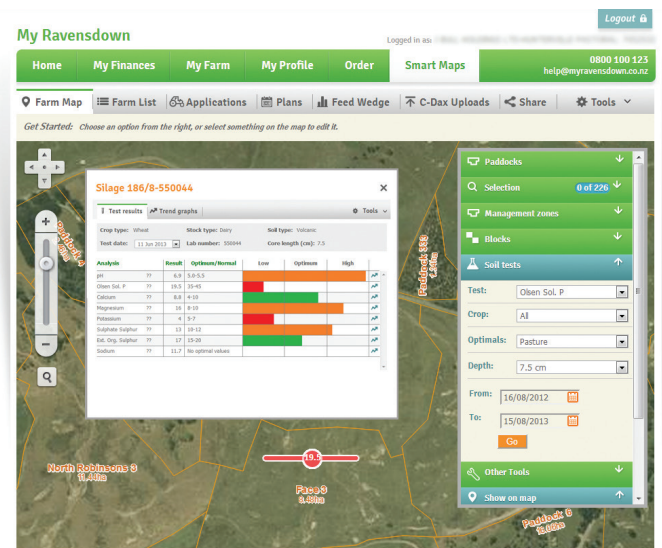 Logout
My Ravensdown
Logged in as:
Home My Finances My Farm My Profile Order Smart Maps 0800 100 123
help@myravensdown.co.nz
Farm Map Farm List Applications Plans Feed Wedge C-Dax Uploads Share Tools
Get Started: Choose an option from the right, or select something on the map to edit it.
Silage 186/8-550044
Test results Trend graphs Tools
Crop type: Wheat Stock type: Dairy Soil type: Volcanic
Test date: 11 Jun 2013 Lab number: 550044 Core length (cm): 7.5
Analysis Result Optimum/Normal Low Optimum High
pH ?? 6.9 5.0-5.5
Olsen Sol. P ?? 19.5 35-45
Calcium ?? 8.8 4-10
Magnesium ?? 16 8-10
Potassium ?? 4 5-7
Sulphate Sulphur ?? 13 10-12
Est. Org. Sulphur ?? 17 15-20
Sodium ?? 11.7 No optimal values
Paddocks
Selection 0 of 226
Management zones
Blocks
Soil tests
Test: Olsen Sol. P
Crop: All
Optimals: Pasture
Depth: 7.5 cm
From: 16/08/2012
To: 15/08/2013
Go
Other Tools
Show on map
Paddock 333
19.5
North Robinsons 3
11.44ha
Face 3
Paddock 6